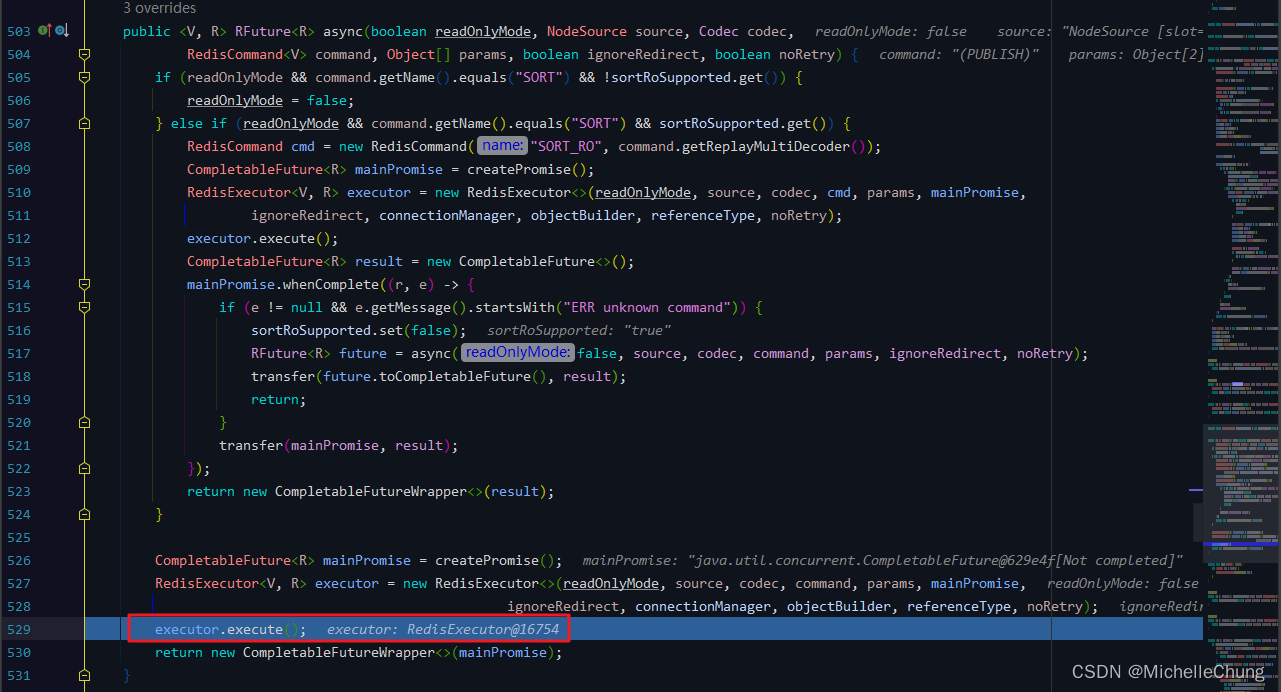 3 overrides
503 public <V, R> RFuture<R> async(boolean readOnlyMode, NodeSource source, Codec codec, readOnlyMode: false source: "NodeSource [slot=
504 RedisCommand<V> command, Object[] params, boolean ignoreRedirect, boolean noRetry) { command: "(PUBLISH)" params: Object[2]
505 if (readOnlyMode && command.getName().equals("SORT") && !sortRoSupported.get()) {
506 readOnlyMode = false;
507 } else if (readOnlyMode && command.getName().equals("SORT") && sortRoSupported.get()) {
508 RedisCommand cmd = new RedisCommand( name: "SORT_RO", command.getReplayMultiDecoder());
509 CompletableFuture<R> mainPromise = createPromise();
510 RedisExecutor<V, R> executor = new RedisExecutor<>(readOnlyMode, source, codec, cmd, params, mainPromise,
511 ignoreRedirect, connectionManager, objectBuilder, referenceType, noRetry);
512 executor.execute();
513 CompletableFuture<R> result = new CompletableFuture<>();
514 mainPromise.whenComplete((r, e) -> {
515 if (e != null && e.getMessage().startsWith("ERR unknown command")) {
516 sortRoSupported.set(false); sortRoSupported: "true"
517 RFuture<R> future = async( readOnlyMode: false, source, codec, command, params, ignoreRedirect, noRetry);
518 transfer(future.toCompletableFuture(), result);
519 return;
520 }
521 transfer(mainPromise, result);
522 });
523 return new CompletableFutureWrapper<>(result);
524 }
525
526 CompletableFuture<R> mainPromise = createPromise(); mainPromise: "java.util.concurrent.CompletableFuture@629e4f[Not completed]"
527 RedisExecutor<V, R> executor = new RedisExecutor<>(readOnlyMode, source, codec, command, params, mainPromise, readOnlyMode: false
528 ignoreRedirect, connectionManager, objectBuilder, referenceType, noRetry); ignoreRedir
529 executor.execute(); executor: RedisExecutor@16754
530 return new CompletableFutureWrapper<>(mainPromise);
531 }
CSDN @MichelleChung